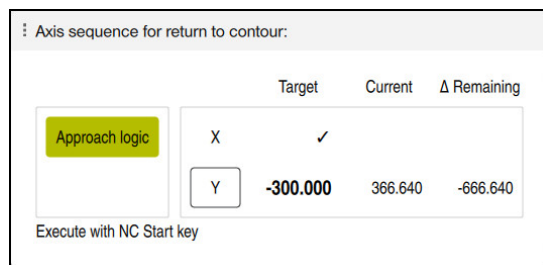 Axis sequence for return to contour:
Target Current Δ Remaining
Approach logic X ✓
Y -300.000 366.640 -666.640
Execute with NC Start key